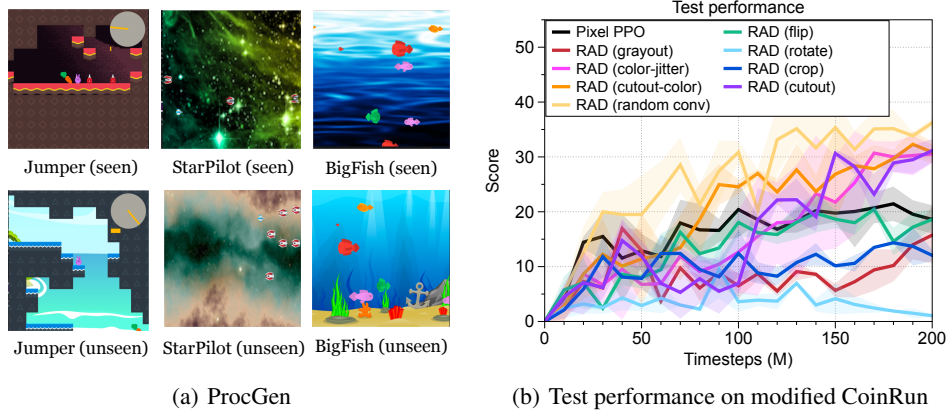 Jumper (seen)
StarPilot (seen)
BigFish (seen)
Jumper (unseen)
StarPilot (unseen)
BigFish (unseen)
(a) ProcGen
Test performance
Pixel PPO
RAD (grayout)
RAD (color-jitter)
RAD (cutout-color)
RAD (random conv)
RAD (flip)
RAD (rotate)
RAD (crop)
RAD (cutout)
Score
50
40
30
20
10
0
0
50
100
150
200
Timesteps (M)
(b) Test performance on modified CoinRun